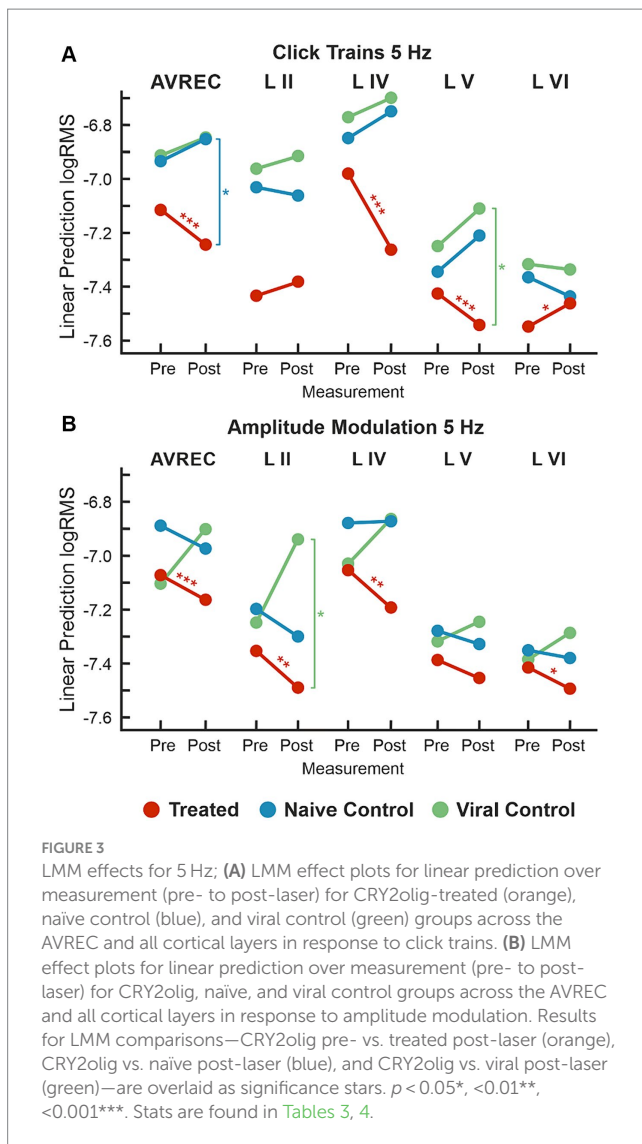 A
Click Trains 5 Hz
AVREC L II L IV L V L VI
Linear Prediction logRMS
-6.8
-7.0
-7.2
-7.4
-7.6
*
***
***
***
*
*
Pre Post Pre Post Pre Post Pre Post Pre Post
Measurement
B
Amplitude Modulation 5 Hz
AVREC L II L IV L V L VI
Linear Prediction logRMS
-6.8
-7.0
-7.2
-7.4
-7.6
***
**
*
**
*
Pre Post Pre Post Pre Post Pre Post Pre Post
Measurement
Treated Naive Control Viral Control
FIGURE 3
LMM effects for 5 Hz; (A) LMM effect plots for linear prediction over
measurement (pre- to post-laser) for CRY2olig-treated (orange),
naïve control (blue), and viral control (green) groups across the
AVREC and all cortical layers in response to click trains. (B) LMM
effect plots for linear prediction over measurement (pre- to post-
laser) for CRY2olig, naïve, and viral control groups across the AVREC
and all cortical layers in response to amplitude modulation. Results
for LMM comparisons—CRY2olig pre- vs. treated post-laser (orange),
CRY2olig vs. naïve post-laser (blue), and CRY2olig vs. viral post-laser
(green)—are overlaid as significance stars. p < 0.05*, <0.01**,
<0.001***. Stats are found in Tables 3, 4.